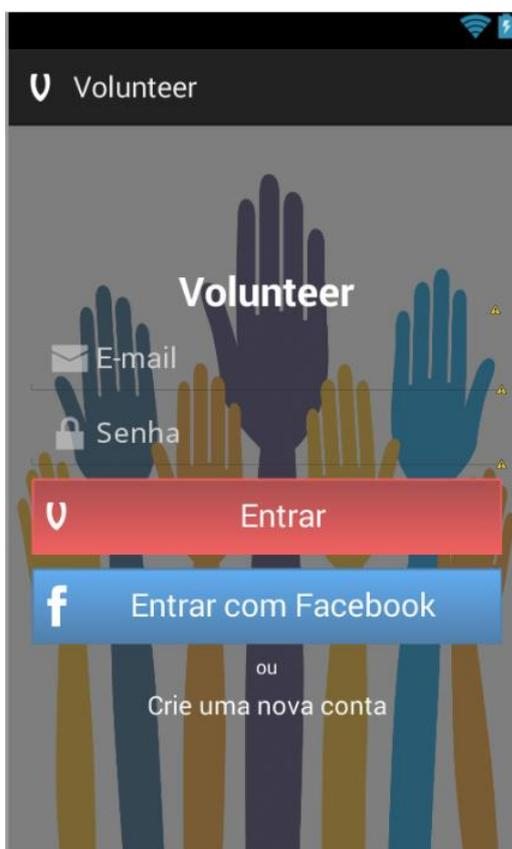 Volunteer
Volunteer
E-mail
Senha
Entrar
Entrar com Facebook
ou
Crie uma nova conta